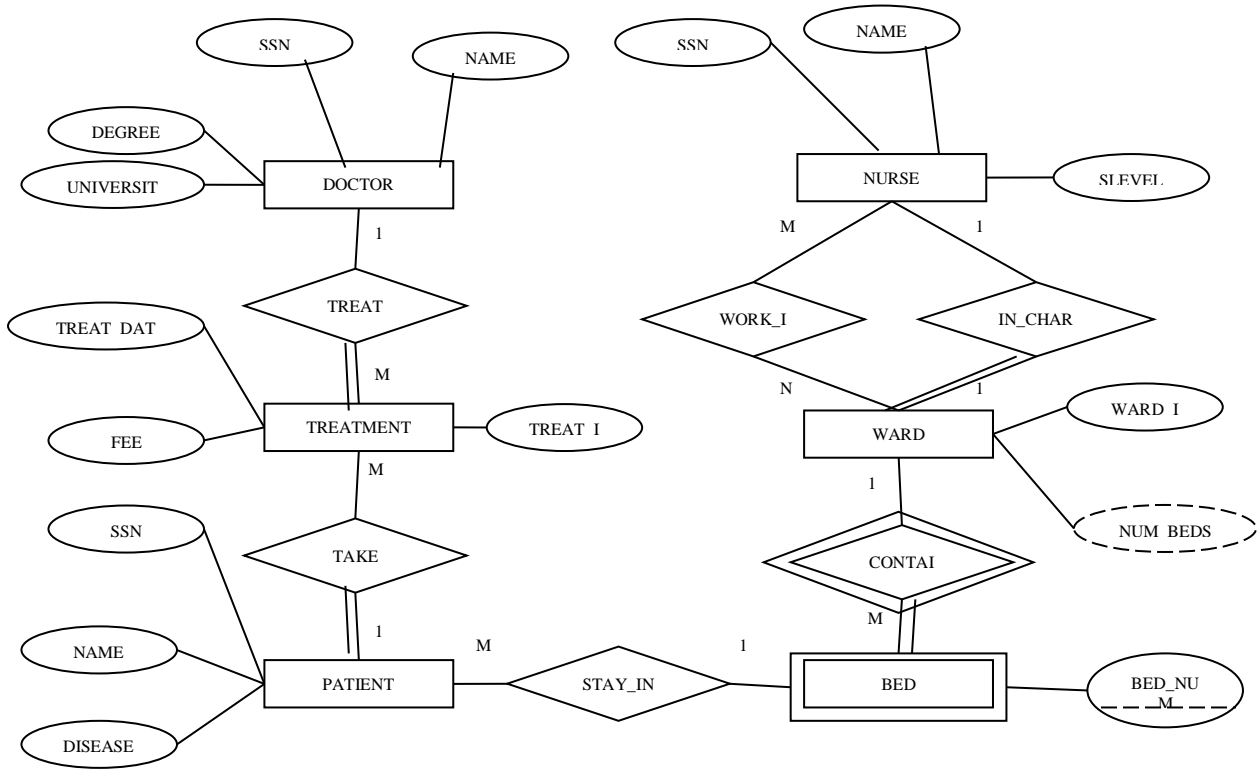 SSN
NAME
DEGREE
UNIVERSIT
DOCTOR
1
TREAT
TREAT DAT
M
FEE
TREATMENT
TREAT I
M
SSN
TAKE
NAME
1
PATIENT
DISEASE
M
STAY_IN
1
SSN
NAME
NURSE
SLEVEL
M
1
WORK_I
IN_CHAR
N
1
WARD
WARD I
NUM BEDS
1
CONTAI
M
BED
BED_NU
M